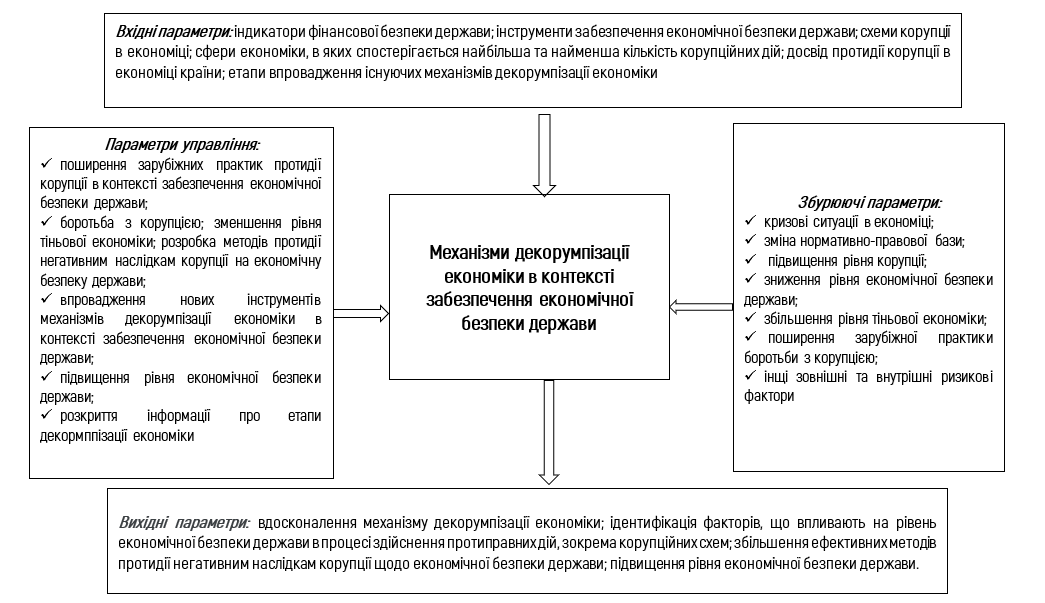 Вхідні параметри: індикатори фінансової безпеки держави; інструменти забезпечення економічної безпеки держави; схеми корупції
в економіці; сфери економіки, в яких спостерігається найбільша та найменша кількість корупційних дій; досвід протидії корупції в
економіці країни; етапи впровадження існуючих механізмів декорумпізації економіки
Параметри управління:
✓ поширення зарубіжних практик протидії
корупції в контексті забезпечення економічної
безпеки держави;
✓ боротьба з корупцією; зменшення рівня
тіньової економіки; розробка методів протидії
негативним наслідкам корупції на економічну
безпеку держави;
✓ впровадження нових інструментів
механізмів декорумпізації економіки в
контексті забезпечення економічної безпеки
держави;
✓ підвищення рівня економічної безпеки
держави;
✓ розкриття інформації про етапи
декормппізації економіки
Механізми декорумпізації
економіки в контексті
забезпечення економічної
безпеки держави
Збурюючі параметри:
✓ кризові ситуації в економіці;
✓ зміна нормативно-правової бази;
✓ підвищення рівня корупції;
✓ зниження рівня економічної безпеки
держави;
✓ збільшення рівня тіньової економіки;
✓ поширення зарубіжної практики
боротьби з корупцією;
✓ інщі зовнішні та внутрішні ризикові
фактори
Вихідні параметри: вдосконалення механізму декорумпізації економіки; ідентифікація факторів, що впливають на рівень
економічної безпеки держави в процесі здійснення протиправних дій, зокрема корупційних схем; збільшення ефективних методів
протидії негативним наслідкам корупції щодо економічної безпеки держави; підвищення рівня економічної безпеки держави.